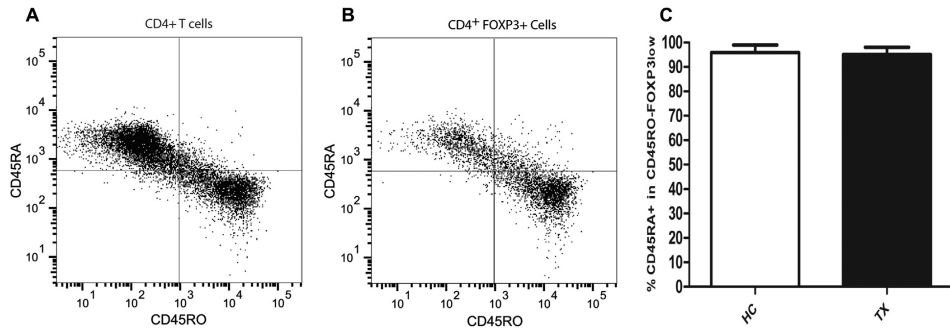 A
CD4+ T cells
CD45RA
10^5
10^4
10^3
10^2
10^1
10^1 10^2 10^3 10^4 10^5
CD45RO
B
CD4+ FOXP3+ Cells
CD45RA
10^5
10^4
10^3
10^2
10^1
10^1 10^2 10^3 10^4 10^5
CD45RO
C
% CD45RA+ in CD45RO-FOXP3low
100
90
80
70
60
50
40
30
20
10
0
HC
TX